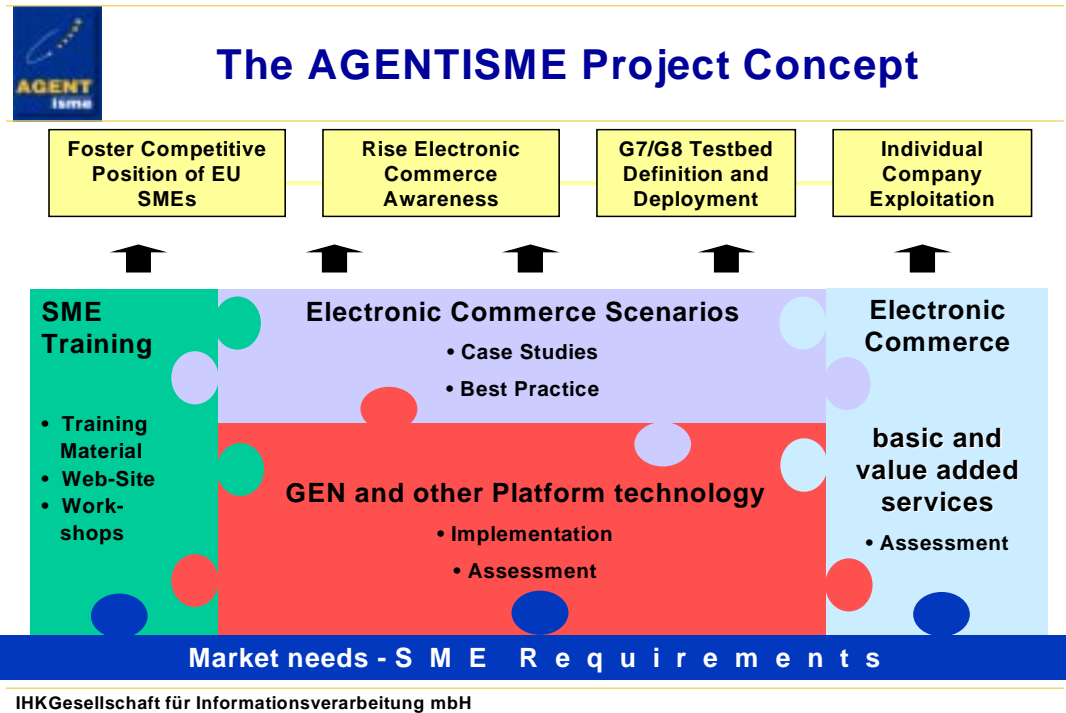 AGENT
isme
The AGENTISME Project Concept
Foster Competitive
Position of EU
SMEs
Rise Electronic
Commerce
Awareness
G7/G8 Testbed
Definition and
Deployment
Individual
Company
Exploitation
SME
Training
• Training
Material
• Web-Site
• Work-
shops
Electronic Commerce Scenarios
• Case Studies
• Best Practice
GEN and other Platform technology
• Implementation
• Assessment
Electronic
Commerce
basic and
value added
services
• Assessment
Market needs - S M E R e q u i r e m e n t s
IHKGesellschaft für Informationsverarbeitung mbH